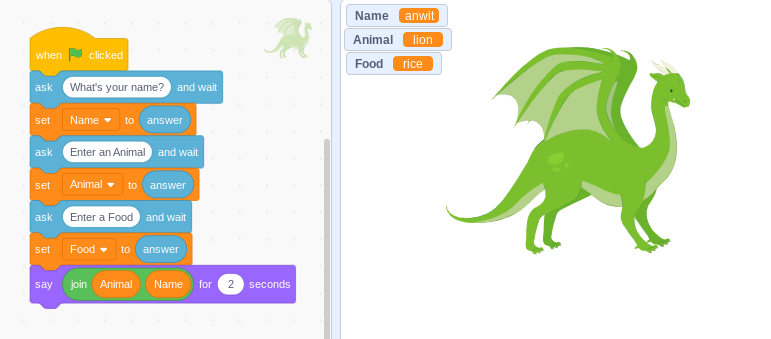 when clicked
ask What's your name? and wait
set Name to answer
ask Enter an Animal and wait
set Animal to answer
ask Enter a Food and wait
set Food to answer
say join Animal Name for 2 seconds
Name anwit
Animal lion
Food rice